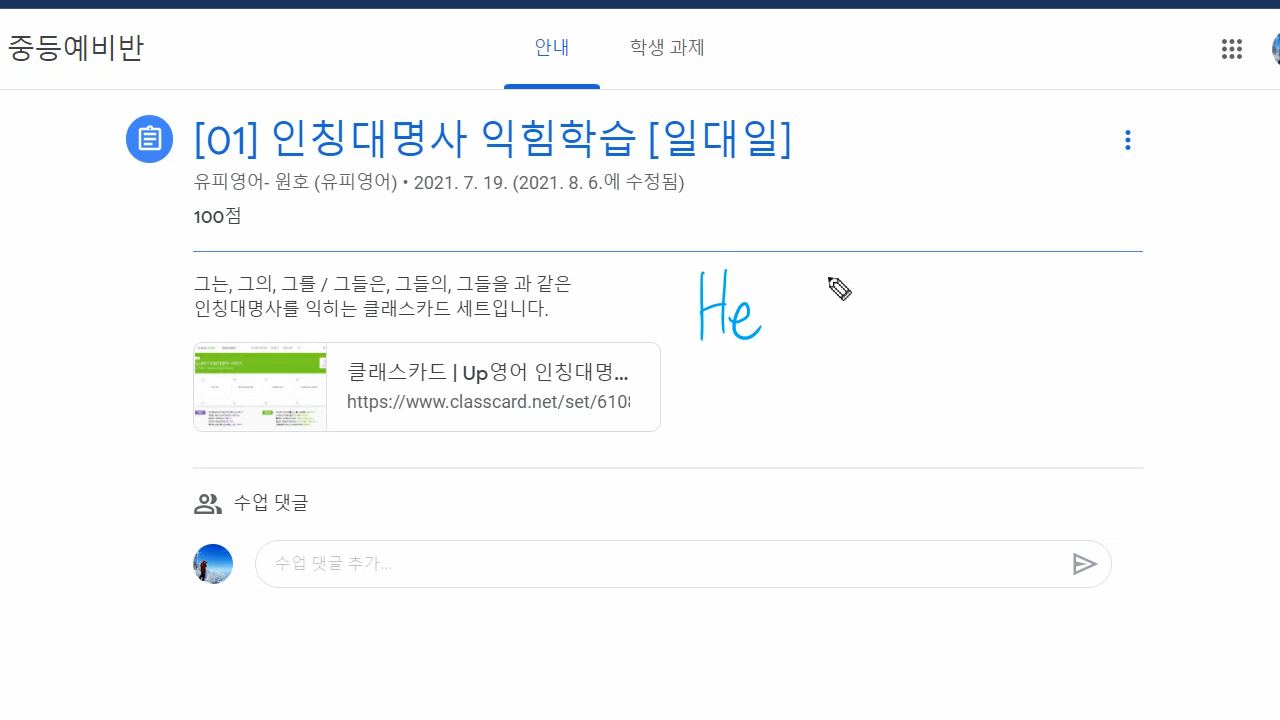 중등예비반
안내
학생 과제
[01] 인칭대명사 익힘학습 [일대일]
유피영어- 원호 (유피영어) • 2021. 7. 19. (2021. 8. 6.에 수정됨)
100점
그는, 그의, 그를 / 그들은, 그들의, 그들을 과 같은
인칭대명사를 익히는 클래스카드 세트입니다.
He
클래스카드 | Up영어 인칭대명...
https://www.classcard.net/set/6108
수업 댓글
수업 댓글 추가...